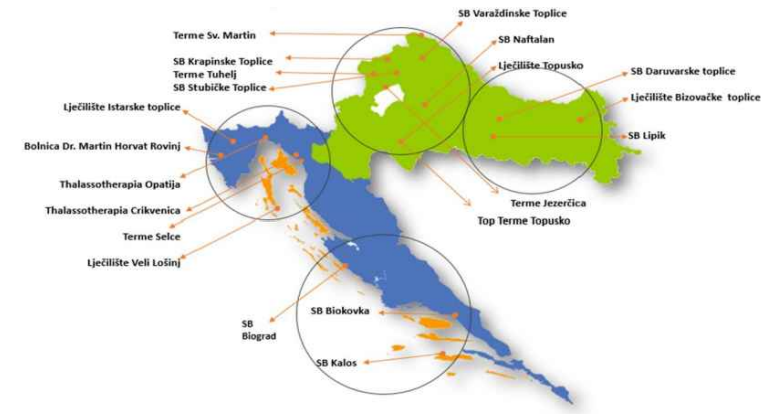 SB Varaždinske Toplice
Terme Sv. Martin
SB Naftalan
SB Krapinske Toplice
Lječilište Topusko
Terme Tuhelj
SB Daruvarske toplice
SB Stubičke Toplice
Lječilište Bizovačke toplice
Lječilište Istarske toplice
SB Lipik
Bolnica Dr. Martin Horvat Rovinj
Thalassotherapia Opatija
Terme Jezerčica
Thalassotherapia Crikvenica
Top Terme Topusko
Terme Selce
Lječilište Veli Lošinj
SB Biokovka
SB
Biograd
SB Kalos